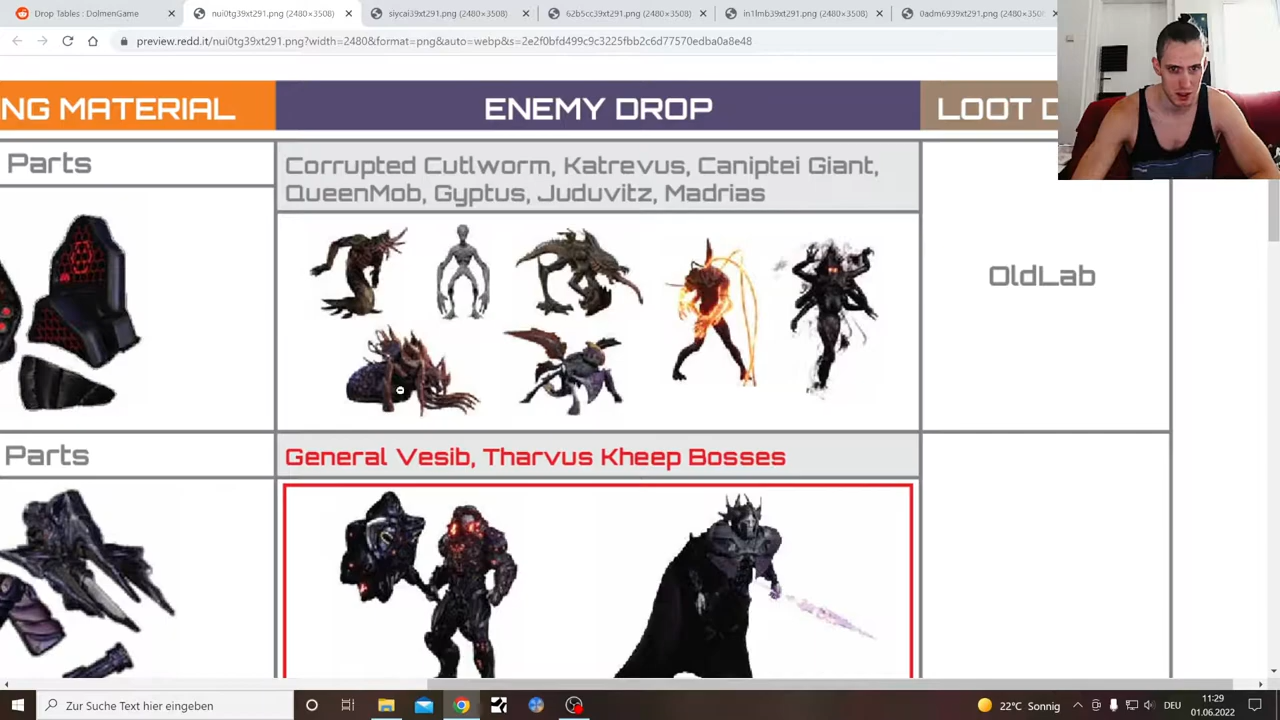 Drop Tables : DolmenGame
nui0tg39xt291.png (2480×3508)
siycai39xt291.png (2480×3508)
62b5cc39xt291.png (2480×3508)
in1lmb39xt291.png (2480×3508)
0adm6939xt291.png (2480×3508)
preview.redd.it/nui0tg39xt291.png?width=2480&format=png&auto=webp&s=2e2f0bfd499c9c3225fbb2c6d77570edba0a8e48
NG MATERIAL
ENEMY DROP
LOOT D
Parts
Corrupted Cutlworm, Katrevus, Caniptei Giant,
QueenMob, Gyptus, Juduvitz, Madrias
OldLab
Parts
General Vesib, Tharvus Kheep Bosses
Zur Suche Text hier eingeben
22°C Sonnig
DEU
11:29
01.06.2022